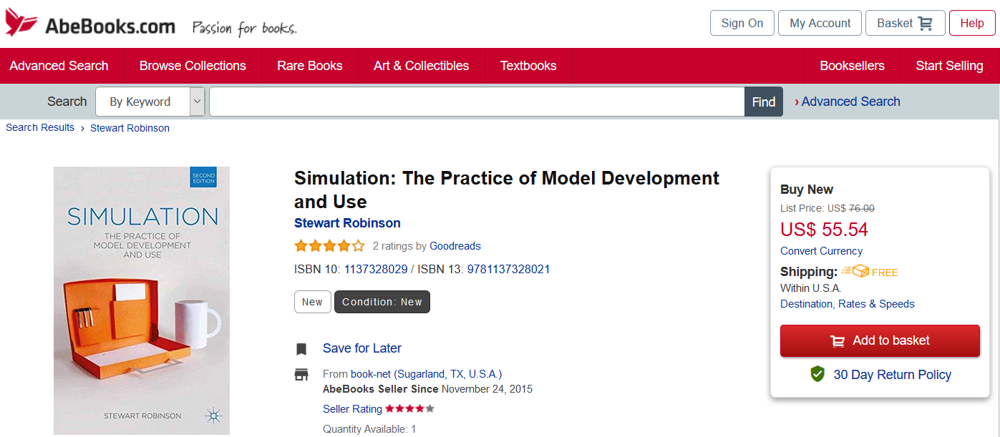 AbeBooks.com Passion for books.
Sign On My Account Basket Help
Advanced Search Browse Collections Rare Books Art & Collectibles Textbooks Booksellers Start Selling
Search By Keyword Find › Advanced Search
Search Results › Stewart Robinson
SECOND
EDITION
SIMULATION
THE PRACTICE OF
MODEL DEVELOPMENT
AND USE
STEWART ROBINSON
Simulation: The Practice of Model Development
and Use
Stewart Robinson
2 ratings by Goodreads
ISBN 10: 1137328029 / ISBN 13: 9781137328021
New Condition: New
Save for Later
From book-net (Sugarland, TX, U.S.A.)
AbeBooks Seller Since November 24, 2015
Seller Rating
Quantity Available: 1
Buy New
List Price: US$ 76.00
US$ 55.54
Convert Currency
Shipping: FREE
Within U.S.A.
Destination, Rates & Speeds
Add to basket
30 Day Return Policy